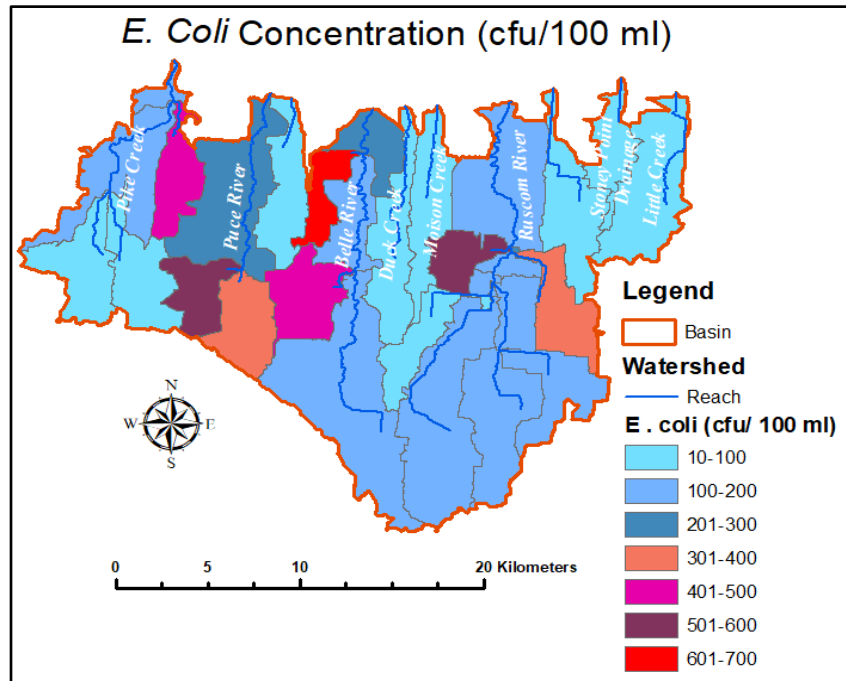 E. Coli Concentration (cfu/100 ml)
Pike Creek
Puce River
Belle River
Duck Creek
Moison Creek
Ruscom River
Stoney Point
Drainage
Little Creek
N
W E
S
0 5 10 20 Kilometers
Legend
Basin
Watershed
Reach
E . coli (cfu/ 100 ml)
10-100
100-200
201-300
301-400
401-500
501-600
601-700